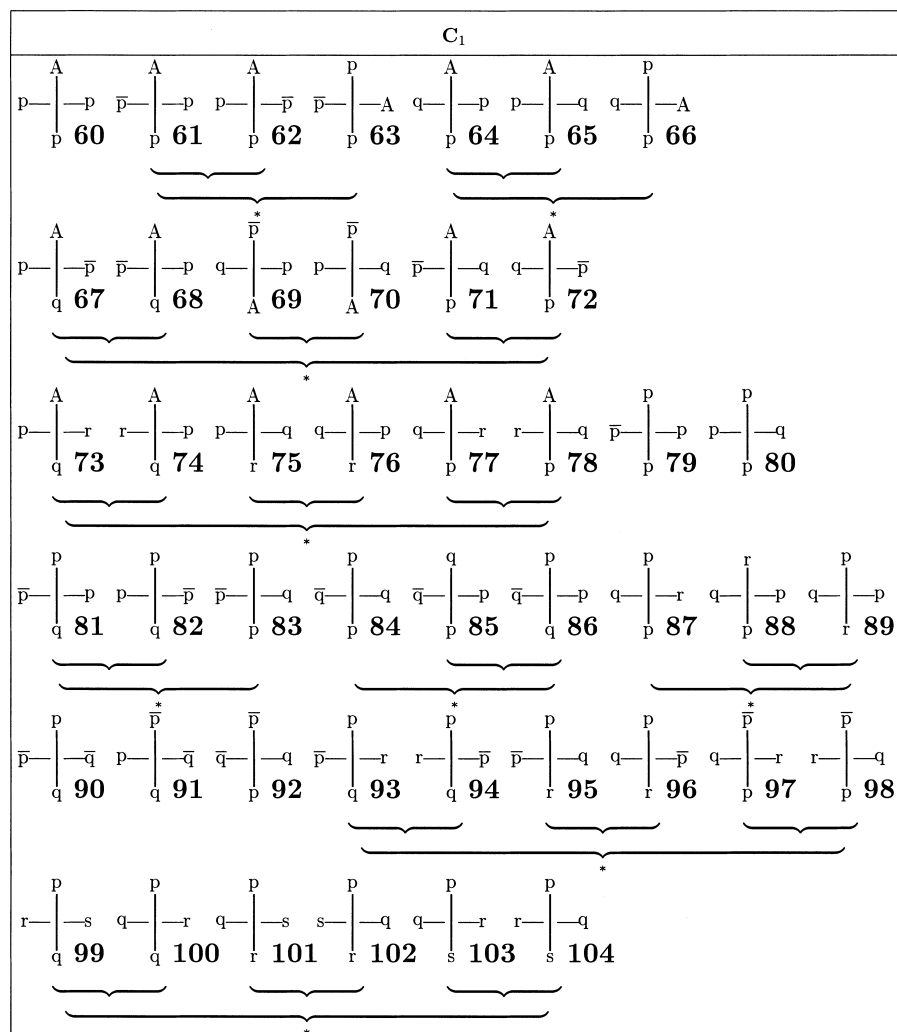 C₁
A A A p A A p
p p p̅ p p p̅ p̅ A q p p q q A
p 60 p 61 p 62 p 63 p 64 p 65 p 66
* *
A A p̅ p̅ A A
p p̅ p̅ p q p p q p̅ q q p̅
q 67 q 68 A 69 A 70 p 71 p 72
*
A A A A A A p p
p r r p p q q p q r r q p̅ p p q
q 73 q 74 r 75 r 76 p 77 p 78 p 79 p 80
*
p p p p q p p r p
p̅ p p p̅ p̅ q q̅ q q̅ p q̅ p q r q p q p
q 81 q 82 p 83 p 84 p 85 q 86 p 87 p 88 r 89
* * *
p p̅ p̅ p p p p p̅ p̅
p̅ q̅ p q̅ q̅ q p̅ r r p̅ p̅ q q p̅ q r r q
q 90 q 91 p 92 q 93 q 94 r 95 r 96 p 97 p 98
*
p p p p p p
r s q r q s s q q r r q
q 99 q 100 r 101 r 102 s 103 s 104
*